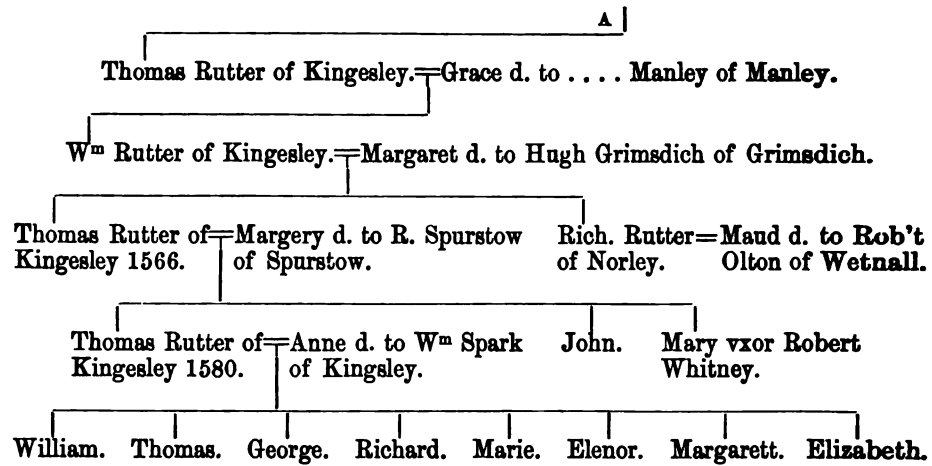 A
Thomas Rutter of Kingesley.=Grace d. to .... Manley of Manley.
Wm Rutter of Kingesley.=Margaret d. to Hugh Grimsdich of Grimsdich.
Thomas Rutter of=Margery d. to R. Spurstow
Kingesley 1566. of Spurstow.
Rich. Rutter=Maud d. to Rob't
of Norley. Olton of Wetnall.
Thomas Rutter of=Anne d. to Wm Spark
Kingesley 1580. of Kingsley.
John.
Mary vxor Robert
Whitney.
William. Thomas. George. Richard. Marie. Elenor. Margarett. Elizabeth.